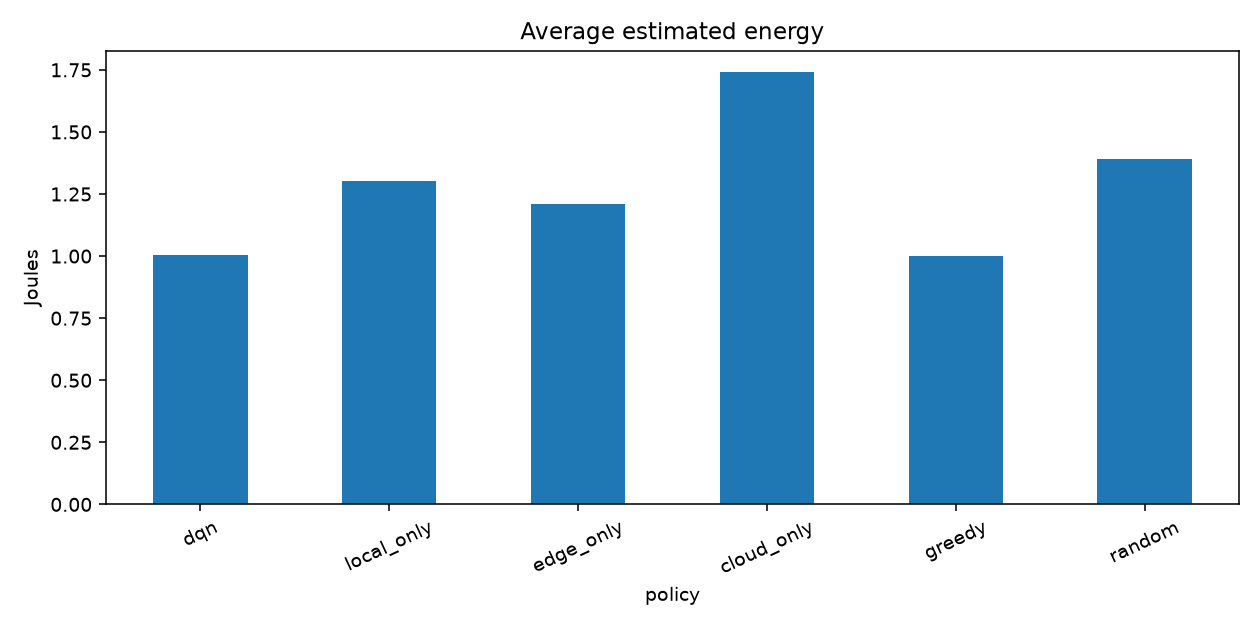 Average estimated energy
Joules
1.75
1.50
1.25
1.00
0.75
0.50
0.25
0.00
dqn
local_only
edge_only
cloud_only
greedy
random
policy